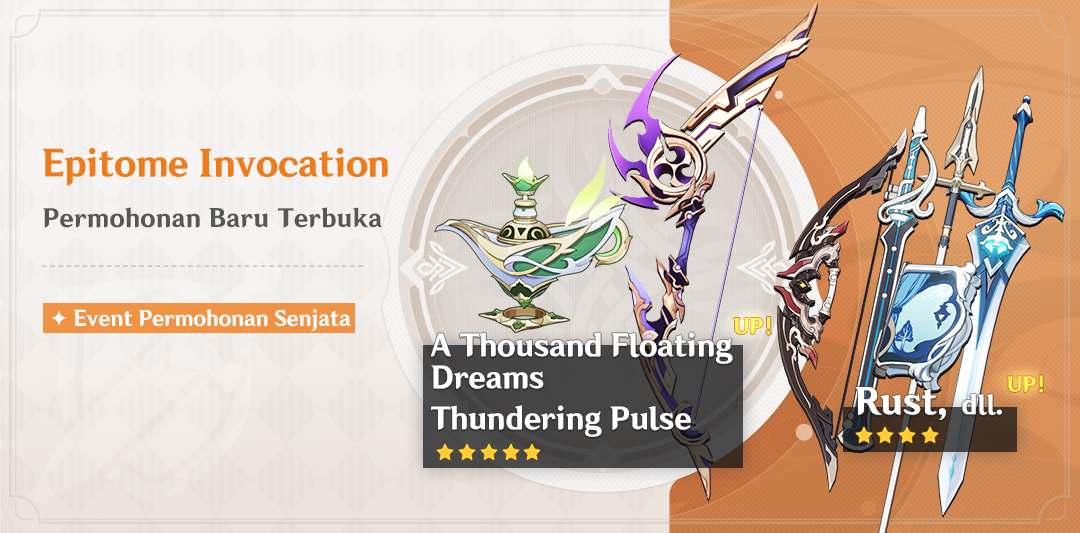 Epitome Invocation
Permohonan Baru Terbuka
Event Permohonan Senjata
UP!
A Thousand Floating
Dreams
Thundering Pulse
UP!
Rust, dll.